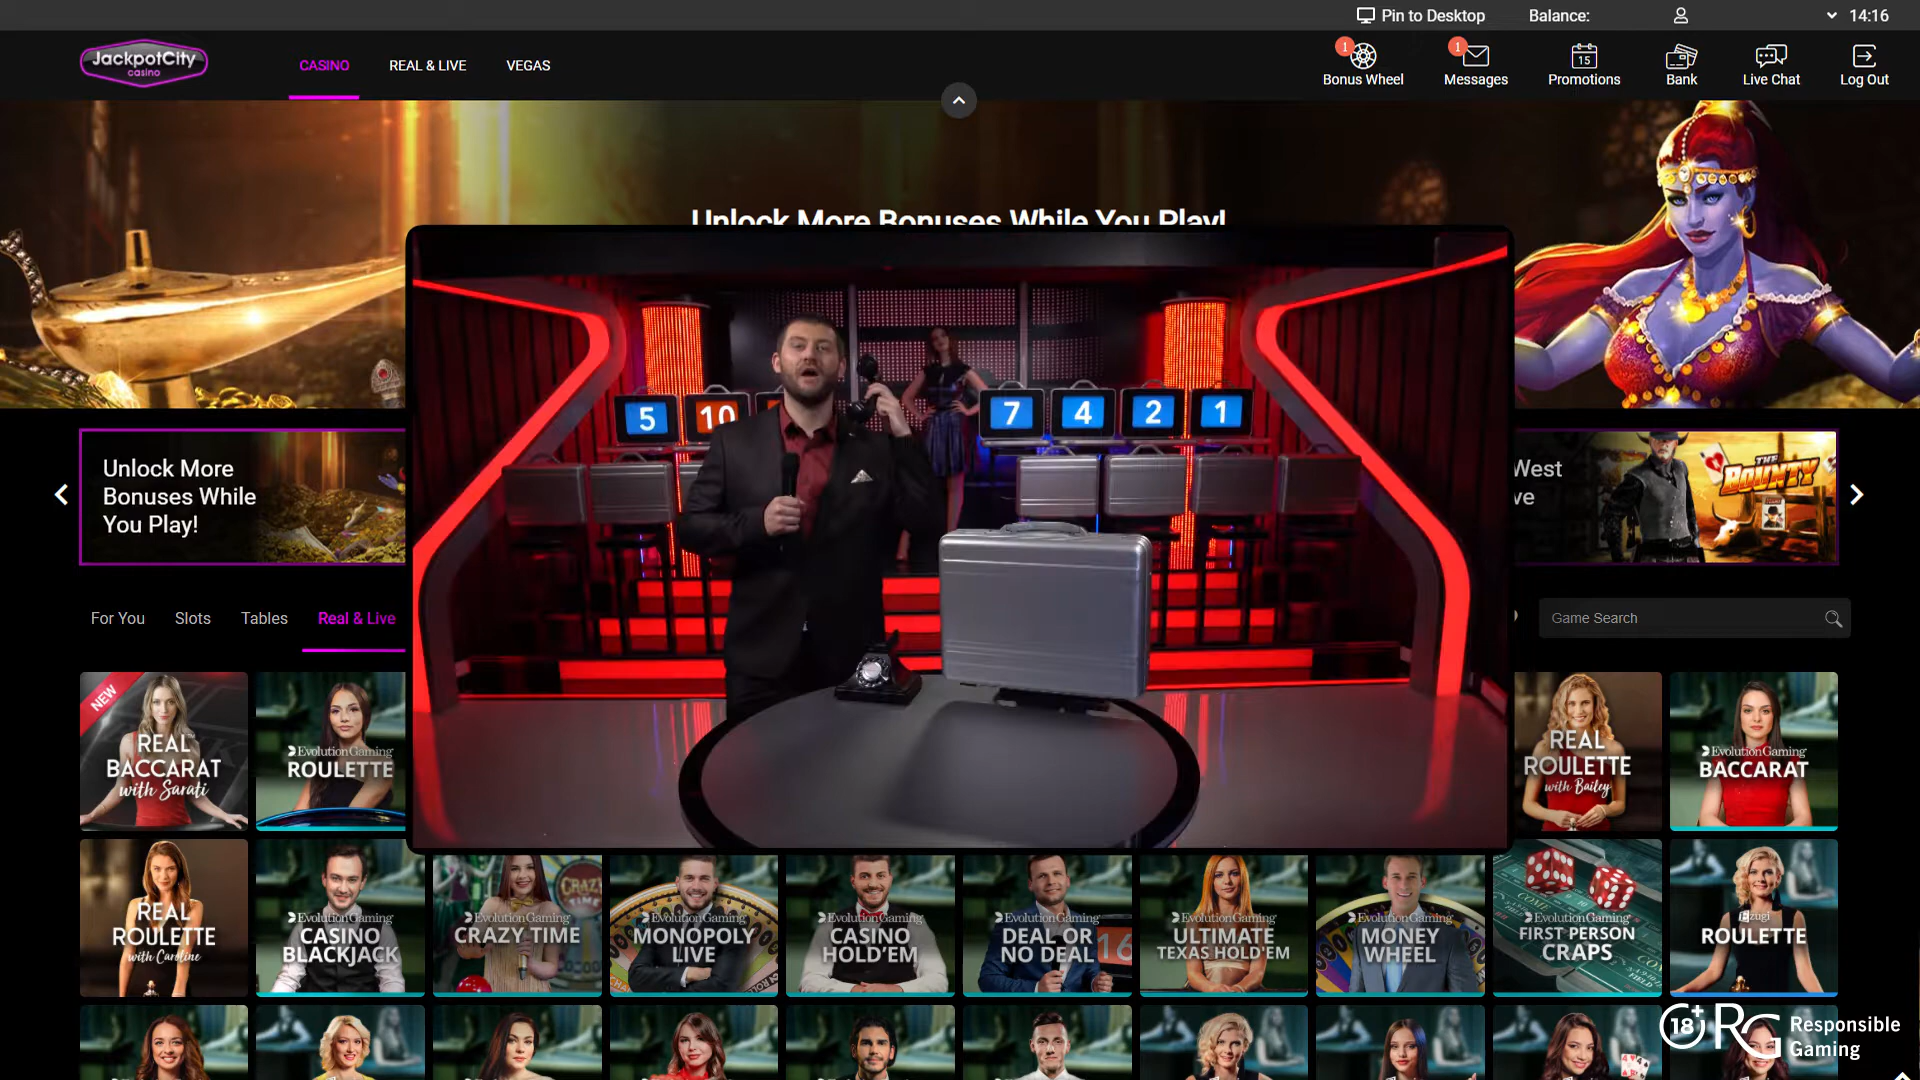 Pin to Desktop
Balance:
14:16
JackpotCity
casino
CASINO
REAL & LIVE
VEGAS
1
Bonus Wheel
1
Messages
15
Promotions
Bank
Live Chat
Log Out
Unlock More Bonuses While You Play!
5
10
7
4
2
1
Unlock More
Bonuses While
You Play!
West
ve
THE
BOUNTY
For You
Slots
Tables
Real & Live
Game Search
NEW
REAL
BACCARAT
with Sarati
Evolution Gaming
ROULETTE
REAL
ROULETTE
with Bailey
Evolution Gaming
BACCARAT
REAL
ROULETTE
with Caroline
Evolution Gaming
CASINO
BLACKJACK
CRAZY
TIME
Evolution Gaming
CRAZY TIME
Evolution Gaming
MONOPOLY
LIVE
Evolution Gaming
CASINO
HOLD'EM
Evolution Gaming
DEAL OR
NO DEAL
16
Evolution Gaming
ULTIMATE
TEXAS HOLD'EM
Evolution Gaming
MONEY
WHEEL
Evolution Gaming
FIRST PERSON
CRAPS
Ezugi
ROULETTE
18+
RG
Responsible
Gaming